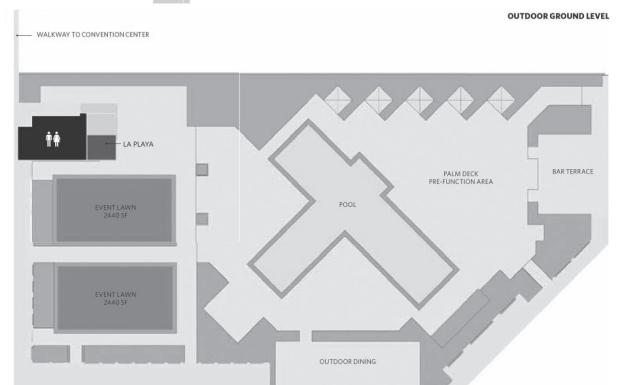 OUTDOOR GROUND LEVEL
WALKWAY TO CONVENTION CENTER
LA PLAYA
EVENT LAWN
2440 SF
EVENT LAWN
2440 SF
POOL
PALM DECK
PRE-FUNCTION AREA
BAR TERRACE
OUTDOOR DINING